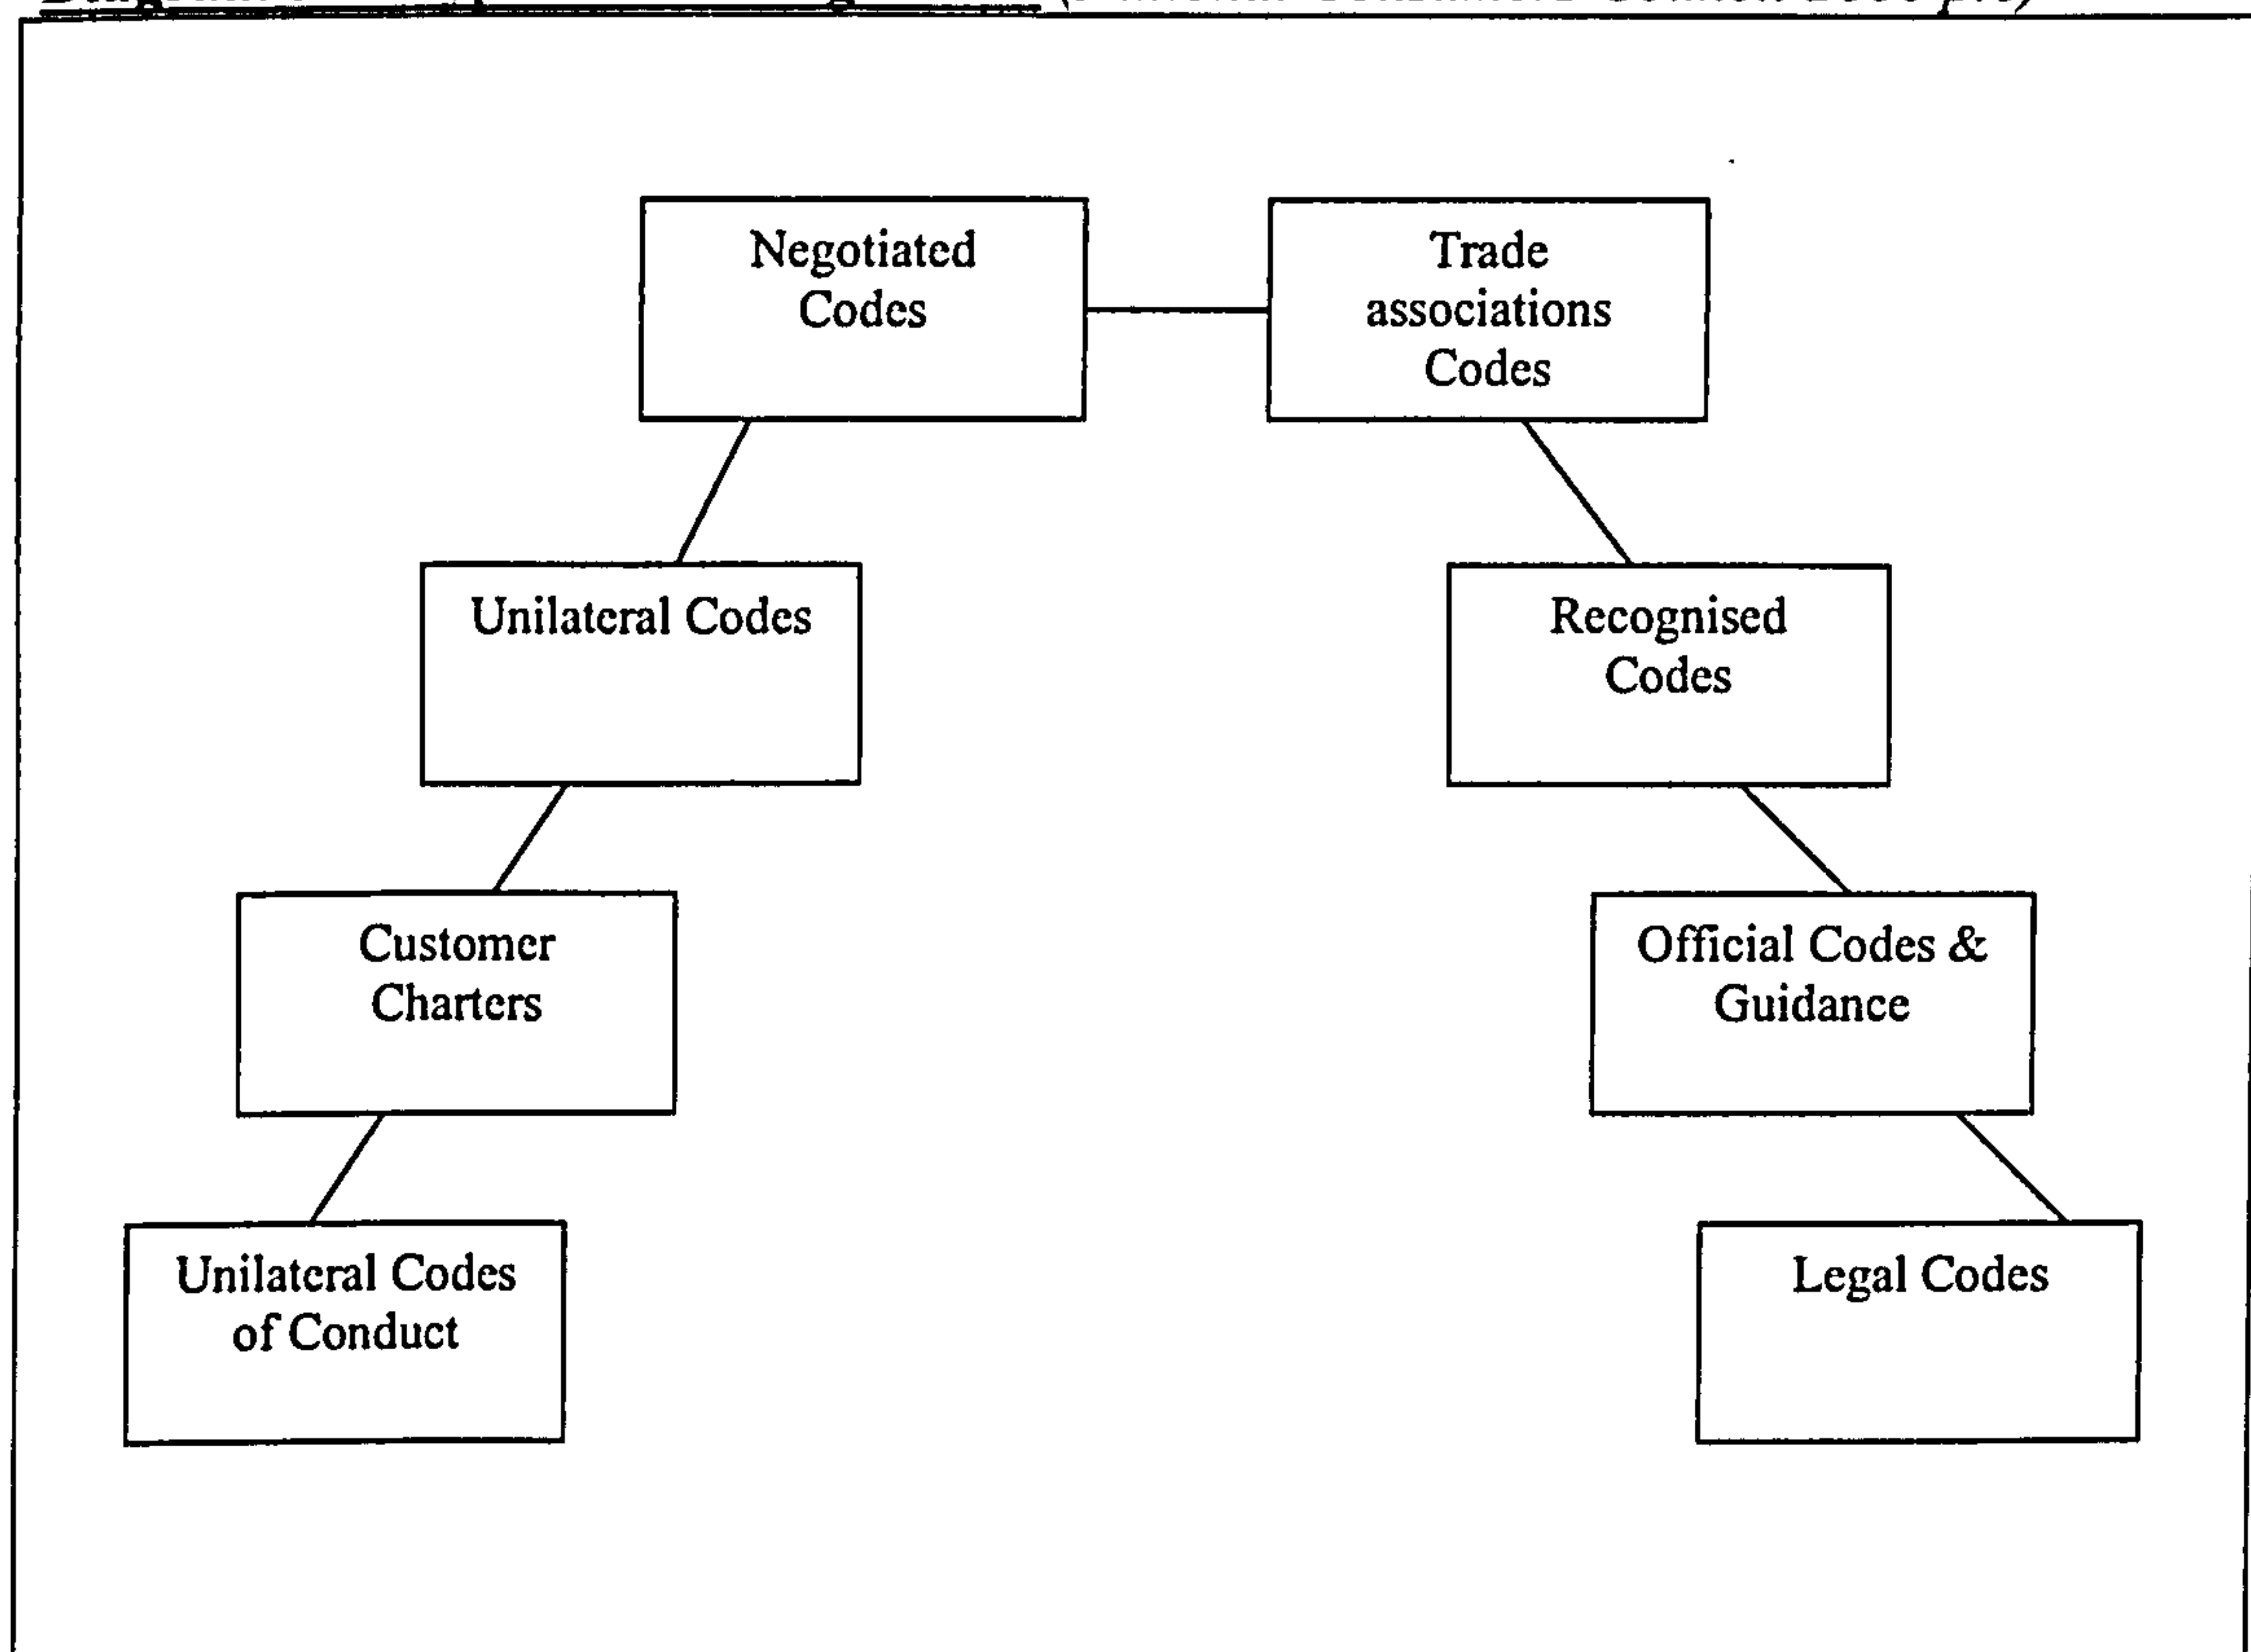 Negotiated
Codes
Trade
associations
Codes
Unilateral Codes
Recognised
Codes
Customer
Charters
Official Codes &
Guidance
Unilateral Codes
of Conduct
Legal Codes